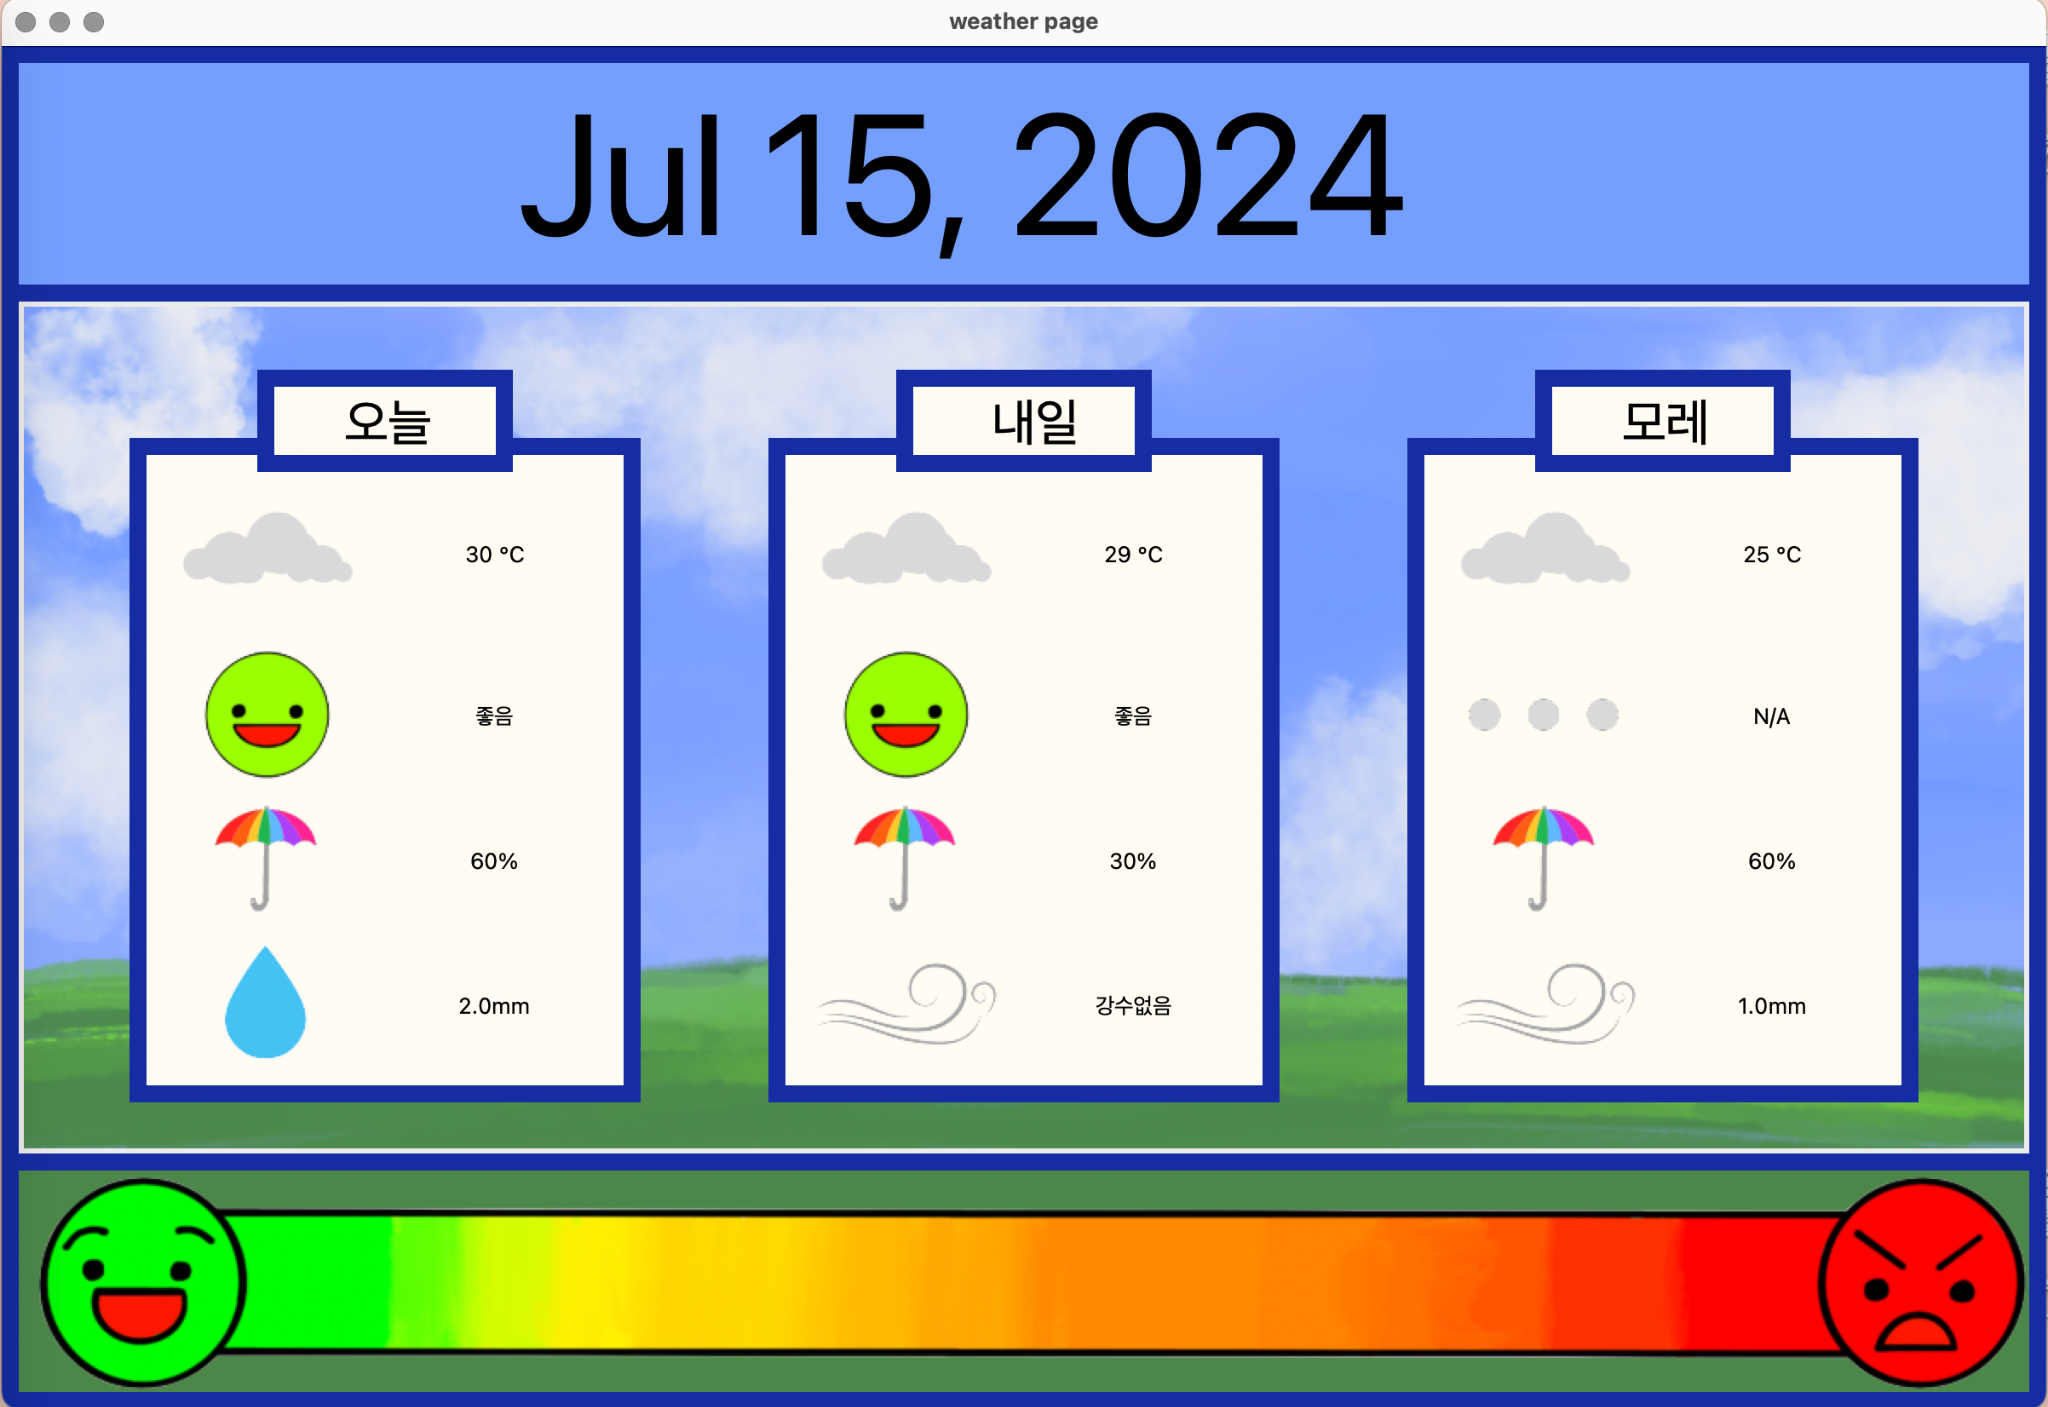 weather page
Jul 15, 2024
오늘
30 °C
좋음
60%
2.0mm
내일
29 °C
좋음
30%
강수없음
모레
25 °C
N/A
60%
1.0mm